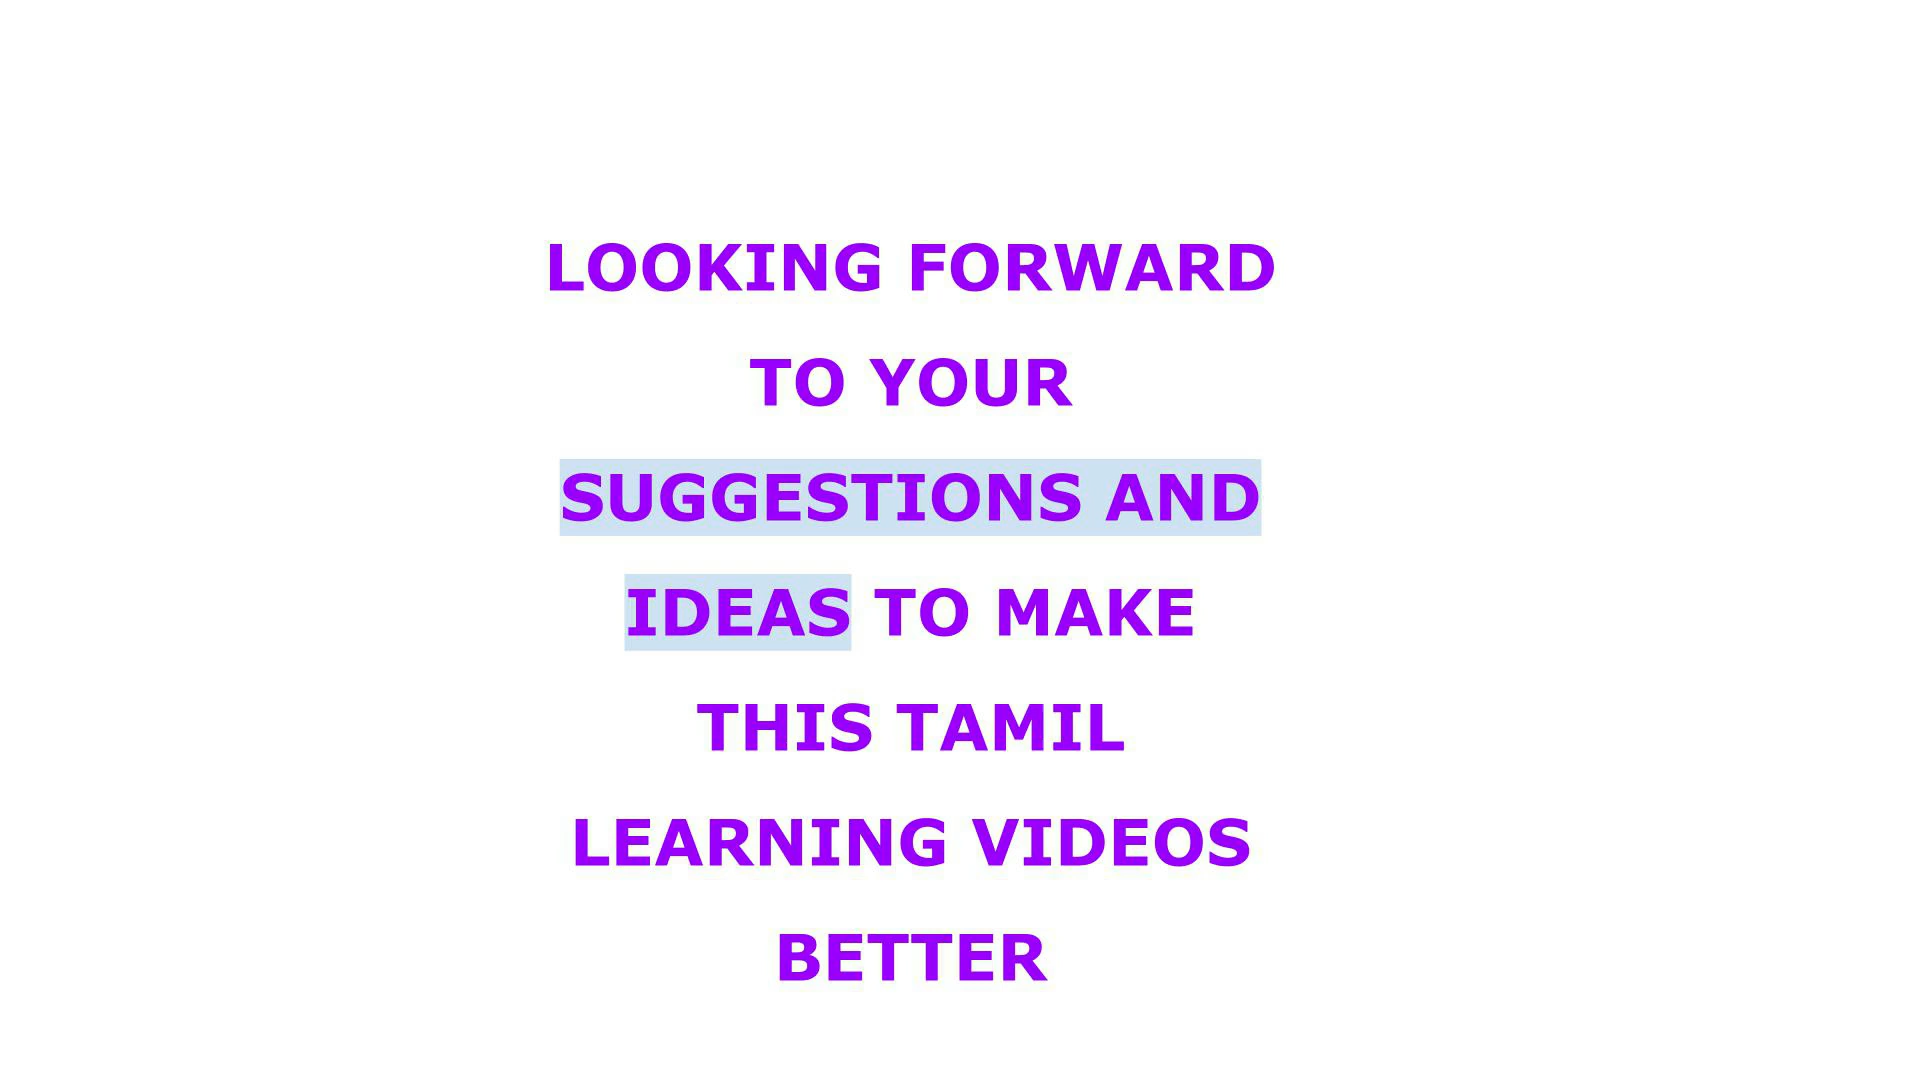 LOOKING FORWARD
TO YOUR
SUGGESTIONS AND
IDEAS TO MAKE
THIS TAMIL
LEARNING VIDEOS
BETTER